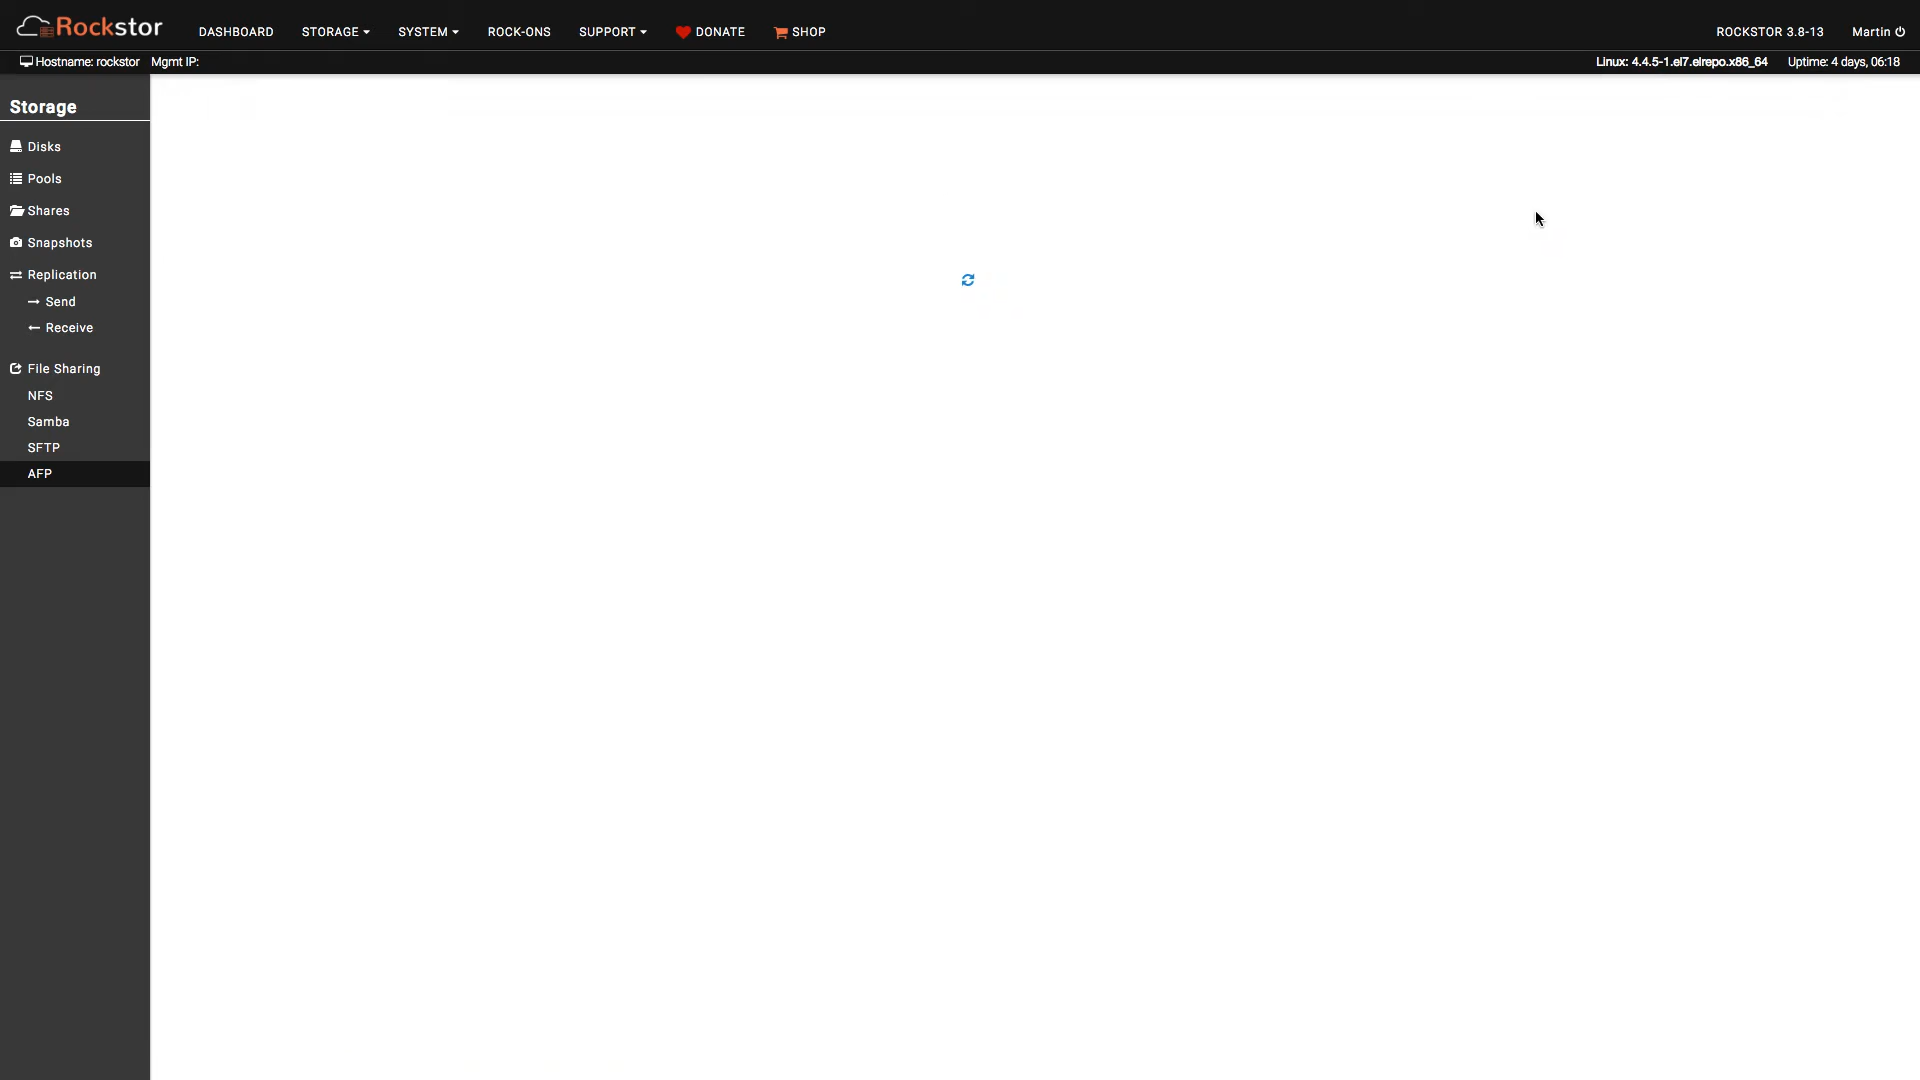 Rockstor
DASHBOARD STORAGE SYSTEM ROCK-ONS SUPPORT DONATE SHOP ROCKSTOR 3.8-13 Martin
Hostname: rockstor Mgmt IP: Linux: 4.4.5-1.el7.elrepo.x86_64 Uptime: 4 days, 06:18
Storage
Disks
Pools
Shares
Snapshots
Replication
Send
Receive
File Sharing
NFS
Samba
SFTP
AFP